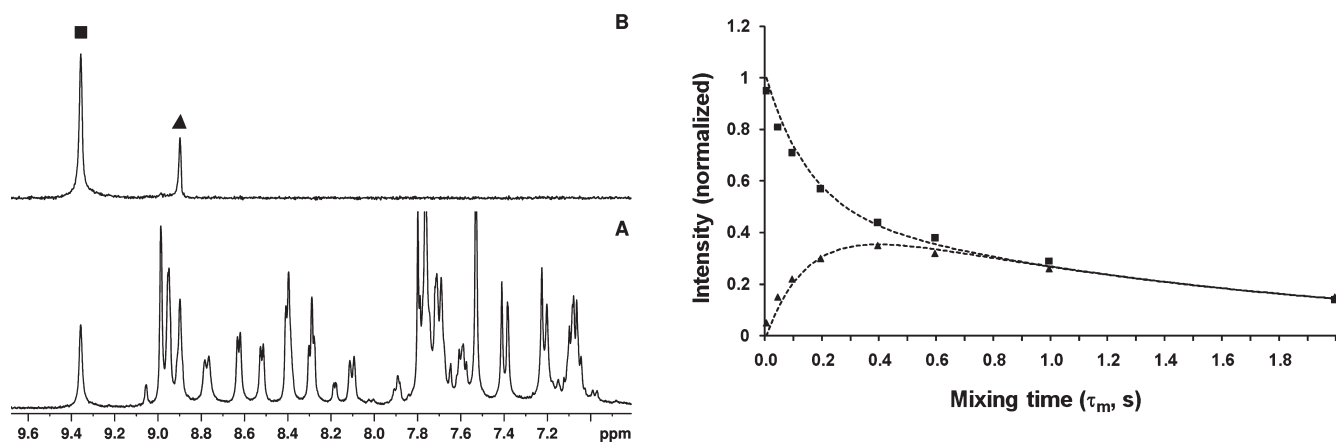 B
A
9.6 9.4 9.2 9.0 8.8 8.6 8.4 8.2 8.0 7.8 7.6 7.4 7.2 ppm
Intensity (normalized)
1.2
1
0.8
0.6
0.4
0.2
0
0.0 0.2 0.4 0.6 1.0 1.2 1.4 1.6 1.8
Mixing time (τm, s)